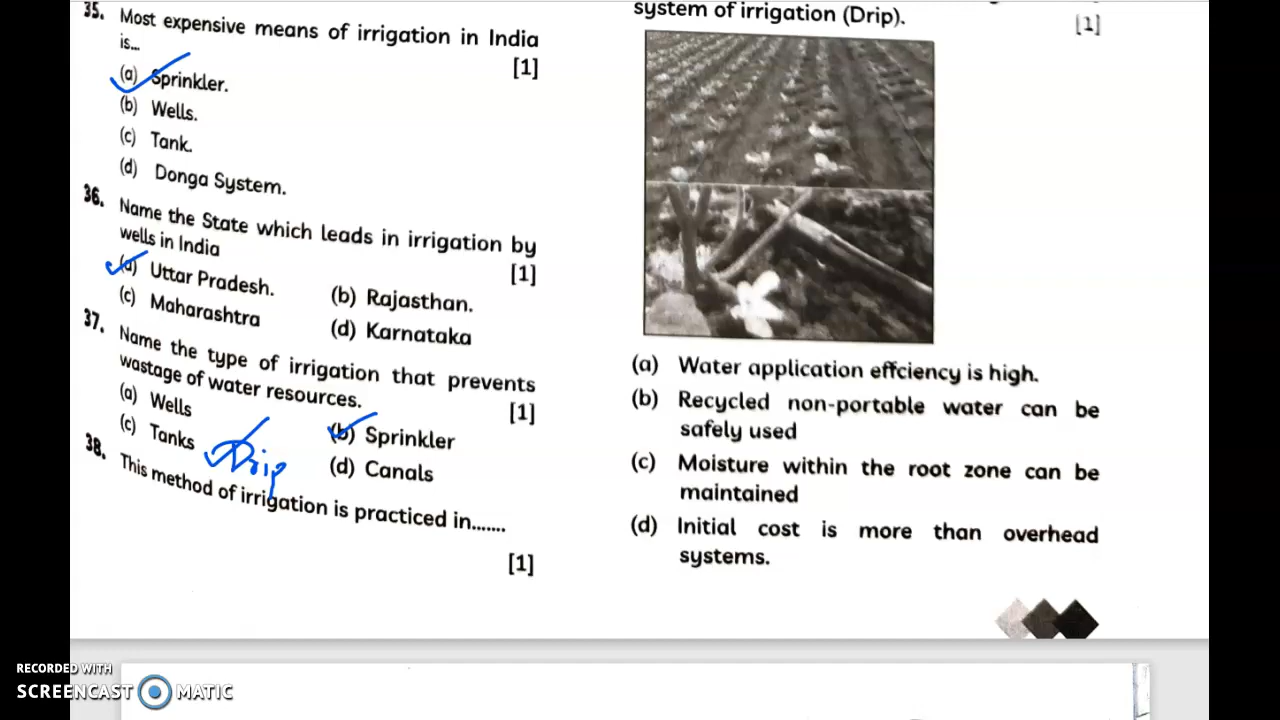 35. Most expensive means of irrigation in India
is...
[1]
(a) Sprinkler.
(b) Wells.
(c) Tank.
(d) Donga System.
36. Name the State which leads in irrigation by
wells in India
[1]
(a) Uttar Pradesh.
(b) Rajasthan.
(c) Maharashtra
(d) Karnataka
37. Name the type of irrigation that prevents
wastage of water resources.
[1]
(a) Wells
(b) Sprinkler
(c) Tanks
Drip
(d) Canals
38. This method of irrigation is practiced in.......
[1]
system of irrigation (Drip).
[1]
(a) Water application effciency is high.
(b) Recycled non-portable water can be
safely used
(c) Moisture within the root zone can be
maintained
(d) Initial cost is more than overhead
systems.
RECORDED WITH
SCREENCAST MATIC